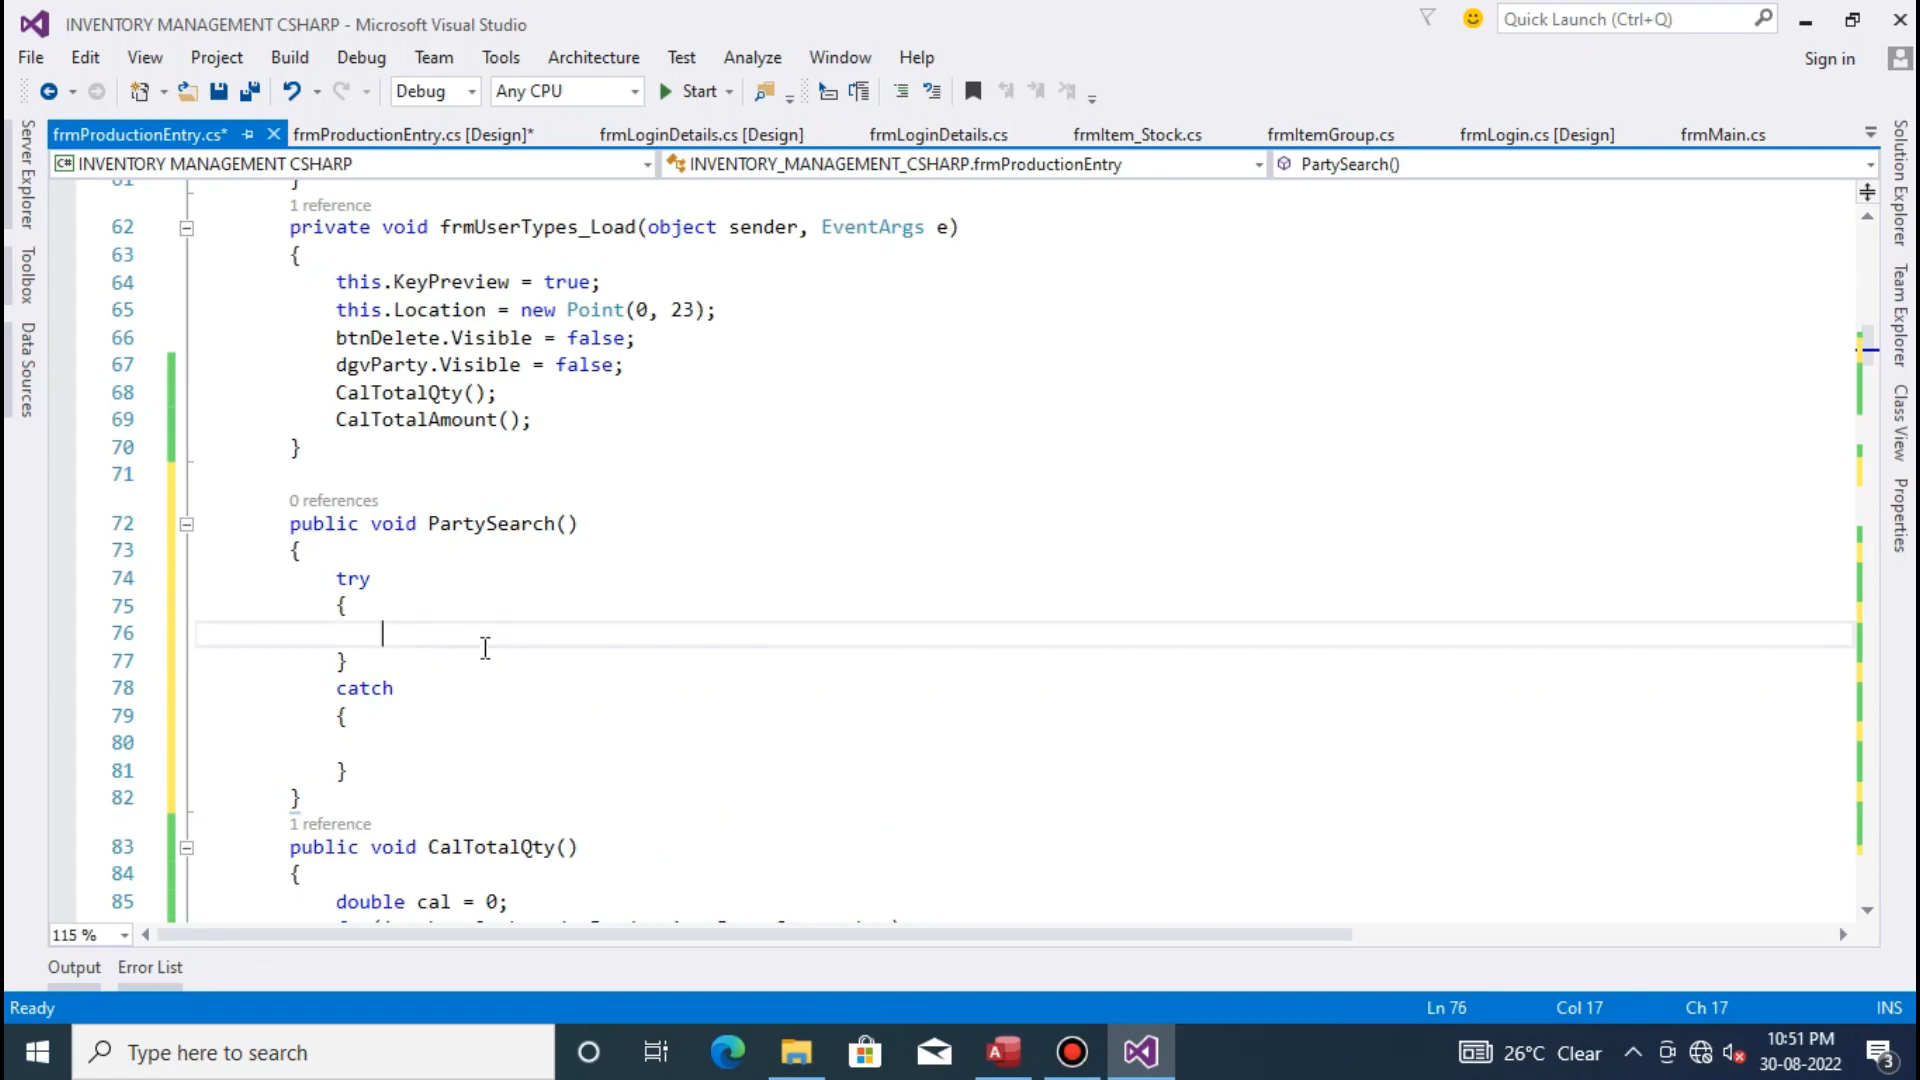 INVENTORY MANAGEMENT CSHARP - Microsoft Visual Studio
Quick Launch (Ctrl+Q)
File Edit View Project Build Debug Team Tools Architecture Test Analyze Window Help
Sign in
Debug Any CPU Start
frmProductionEntry.cs* frmProductionEntry.cs [Design]* frmLoginDetails.cs [Design] frmLoginDetails.cs frmItem_Stock.cs frmItemGroup.cs frmLogin.cs [Design] frmMain.cs
C# INVENTORY MANAGEMENT CSHARP INVENTORY_MANAGEMENT_CSHARP.frmProductionEntry PartySearch()
Server Explorer
Toolbox
Data Sources
61 }
1 reference
62 private void frmUserTypes_Load(object sender, EventArgs e)
63 {
64 this.KeyPreview = true;
65 this.Location = new Point(0, 23);
66 btnDelete.Visible = false;
67 dgvParty.Visible = false;
68 CalTotalQty();
69 CalTotalAmount();
70 }
71
0 references
72 public void PartySearch()
73 {
74 try
75 {
76
77 }
78 catch
79 {
80
81 }
82 }
1 reference
83 public void CalTotalQty()
84 {
85 double cal = 0;
Solution Explorer
Team Explorer
Class View
Properties
115 %
Output Error List
Ready Ln 76 Col 17 Ch 17 INS
Type here to search
A
26°C Clear
10:51 PM
30-08-2022
3